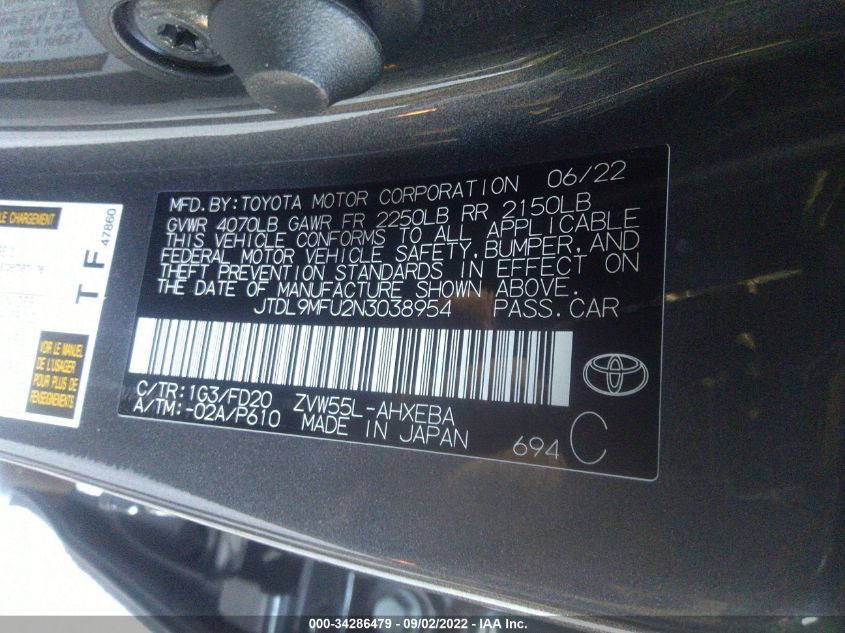 LE CHARGEMENT
47860
T F
VOIR LE MANUEL
DE L'USAGER
POUR PLUS DE
MFD.BY:TOYOTA MOTOR CORPORATION 06/22
GVWR 4070LB GAWR FR 2250LB RR 2150LB
THIS VEHICLE CONFORMS TO ALL APPLICABLE
FEDERAL MOTOR VEHICLE SAFETY,BUMPER,AND
THEFT PREVENTION STANDARDS IN EFFECT ON
THE DATE OF MANUFACTURE SHOWN ABOVE.
JTDL9MFU2N3038954 PASS.CAR
C/TR:1G3/FD20 ZVW55L-AHXEBA
A/TM:-02A/P610 MADE IN JAPAN
694 C
000-34286479 - 09/02/2022 - IAA Inc.